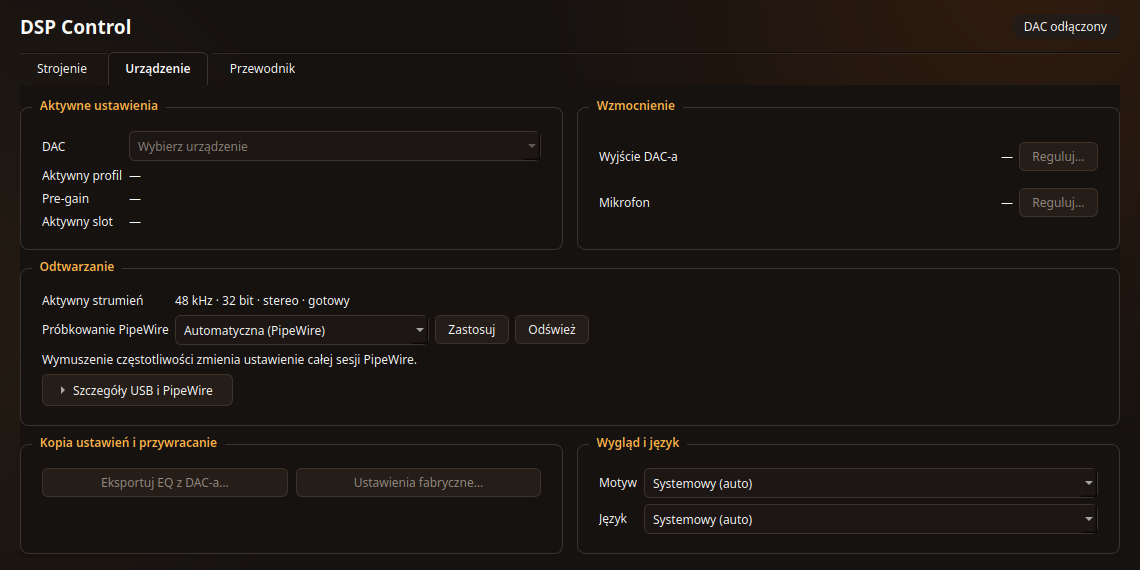 DSP Control
DAC odłączony
Strojenie
Urządzenie
Przewodnik
Aktywne ustawienia
DAC
Wybierz urządzenie
Aktywny profil —
Pre-gain —
Aktywny slot —
Wzmocnienie
Wyjście DAC-a — Reguluj...
Mikrofon — Reguluj...
Odtwarzanie
Aktywny strumień 48 kHz · 32 bit · stereo · gotowy
Próbkowanie PipeWire Automatyczna (PipeWire) Zastosuj Odśwież
Wymuszenie częstotliwości zmienia ustawienie całej sesji PipeWire.
Szczegóły USB i PipeWire
Kopia ustawień i przywracanie
Eksportuj EQ z DAC-a... Ustawienia fabryczne...
Wygląd i język
Motyw Systemowy (auto)
Język Systemowy (auto)